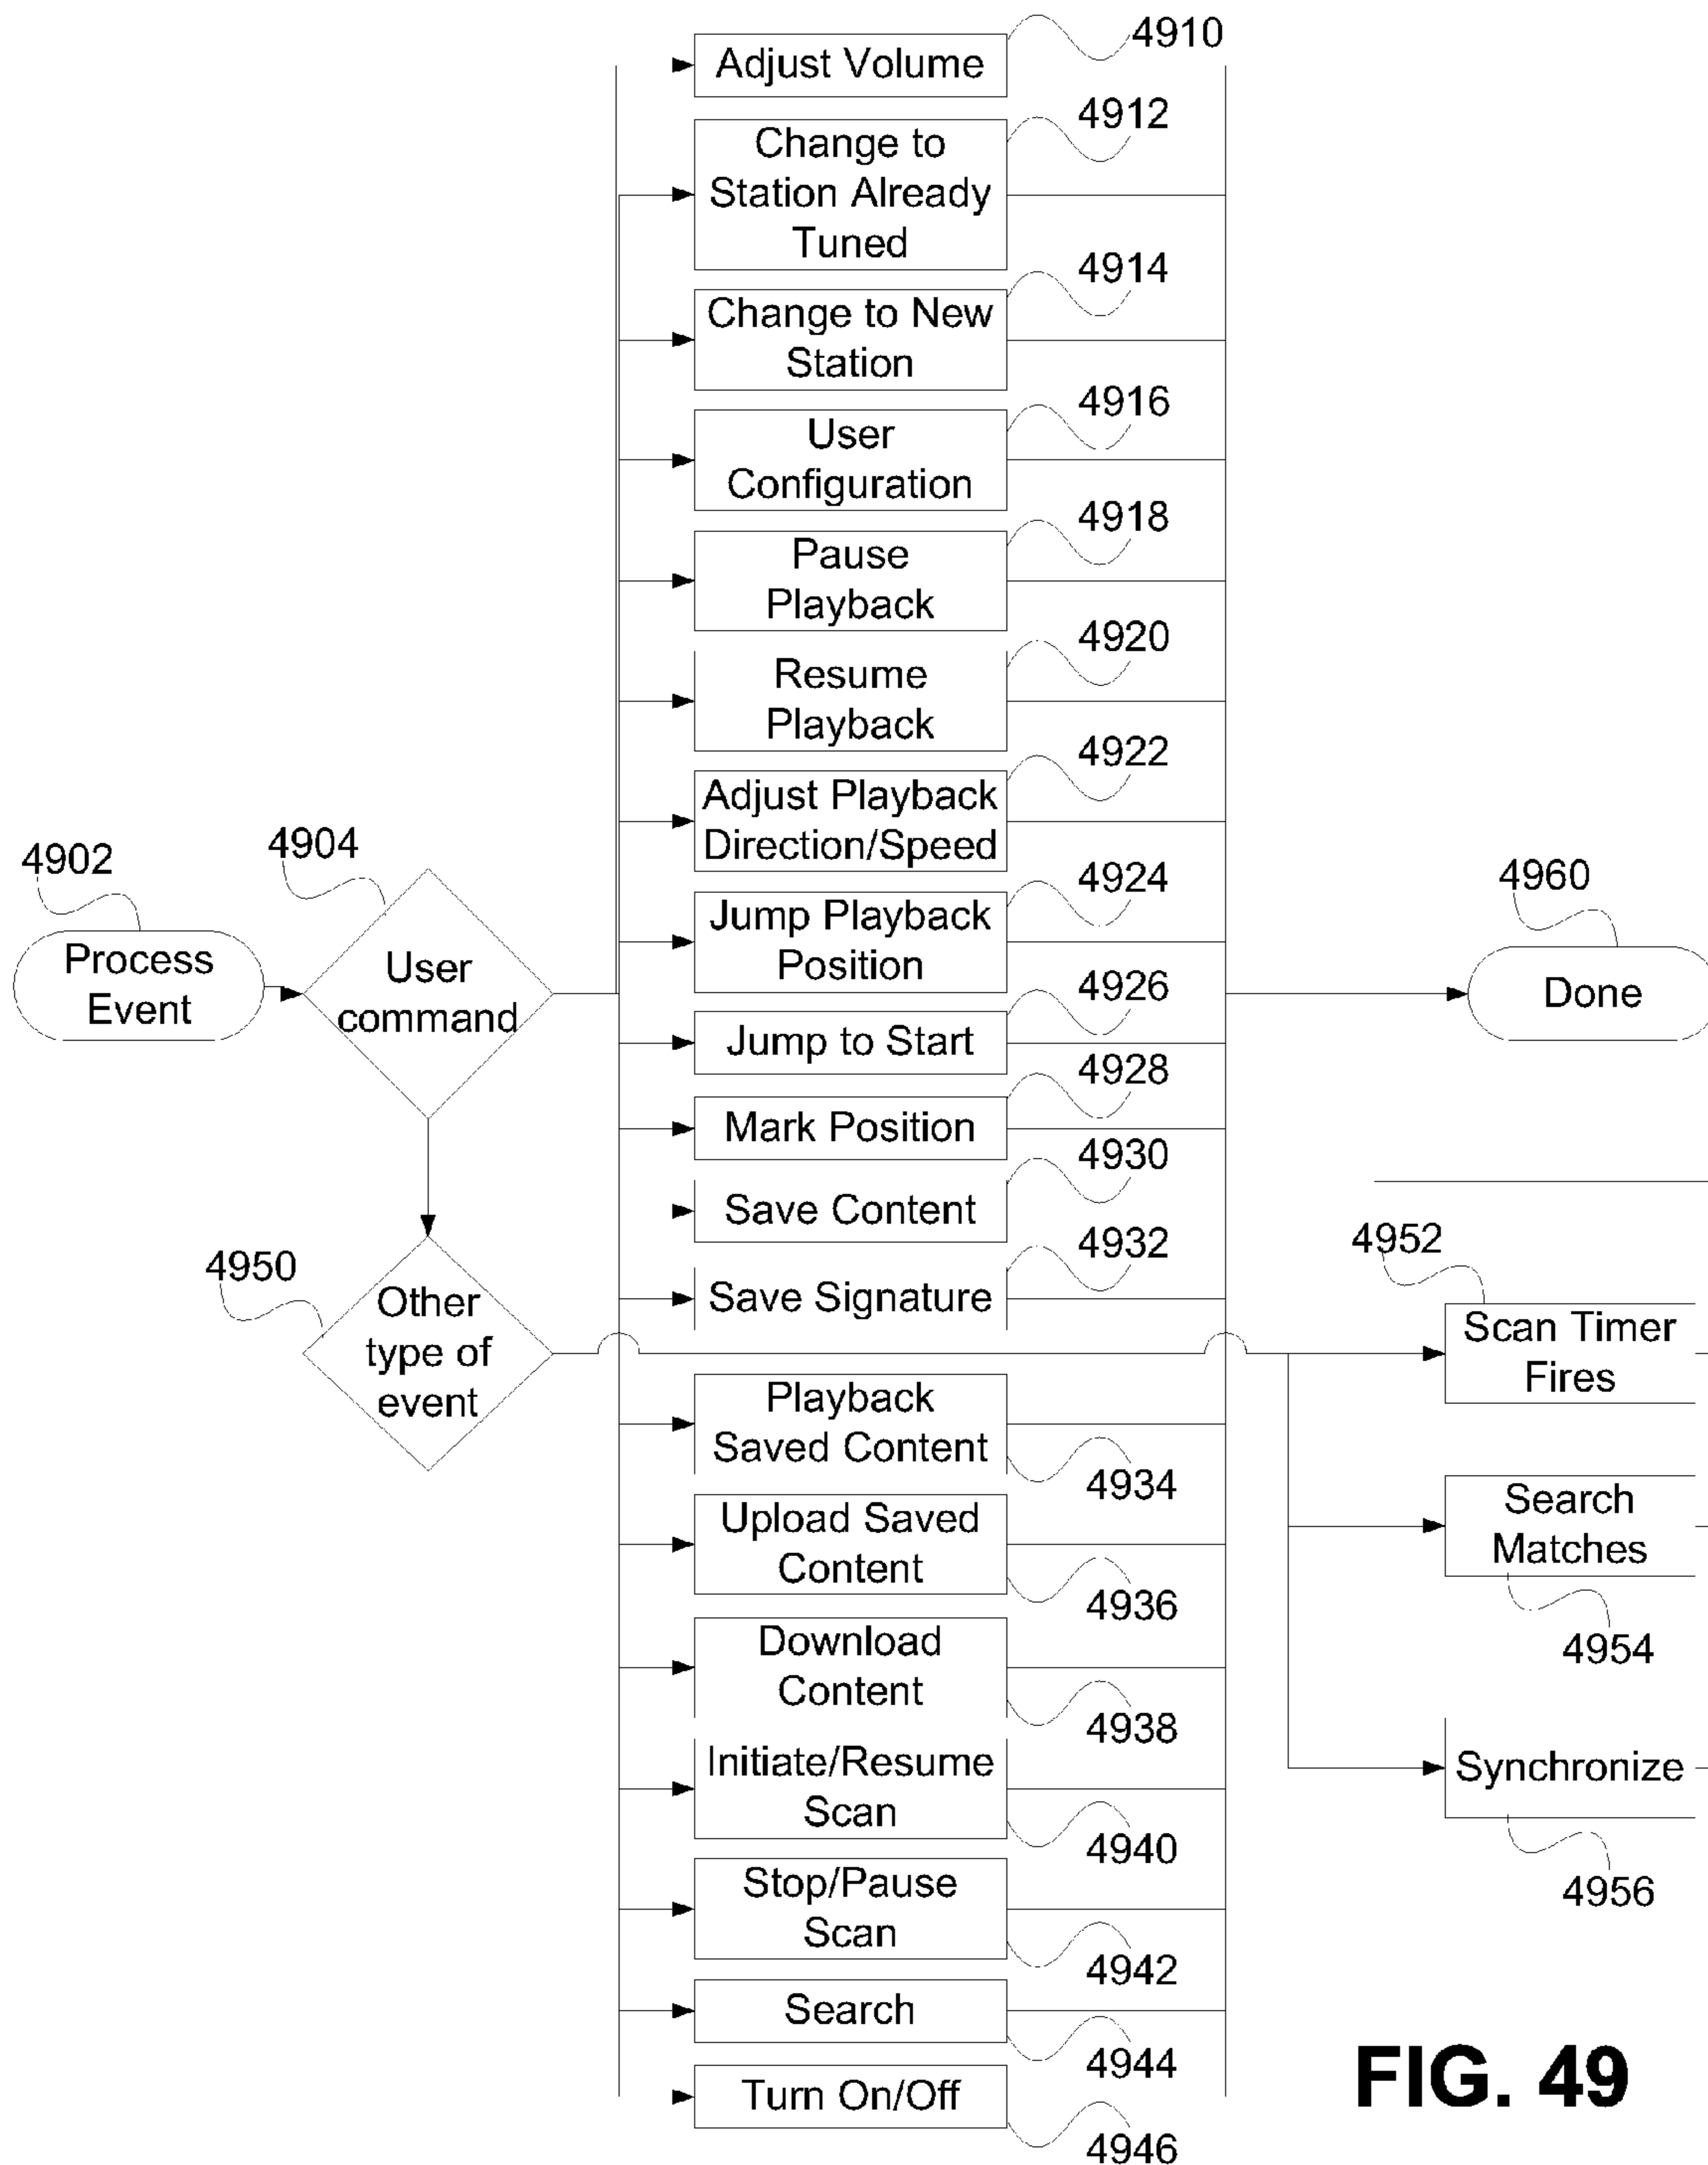 4902
Process
Event
4904
User
command
4950
Other
type of
event
Adjust Volume
4910
Change to
Station Already
Tuned
4912
Change to New
Station
4914
User
Configuration
4916
Pause
Playback
4918
Resume
Playback
4920
Adjust Playback
Direction/Speed
4922
Jump Playback
Position
4924
Jump to Start
4926
Mark Position
4928
Save Content
4930
Save Signature
4932
Playback
Saved Content
4934
Upload Saved
Content
4936
Download
Content
4938
Initiate/Resume
Scan
4940
Stop/Pause
Scan
4942
Search
4944
Turn On/Off
4946
4960
Done
4952
Scan Timer
Fires
Search
Matches
4954
Synchronize
4956
FIG. 49